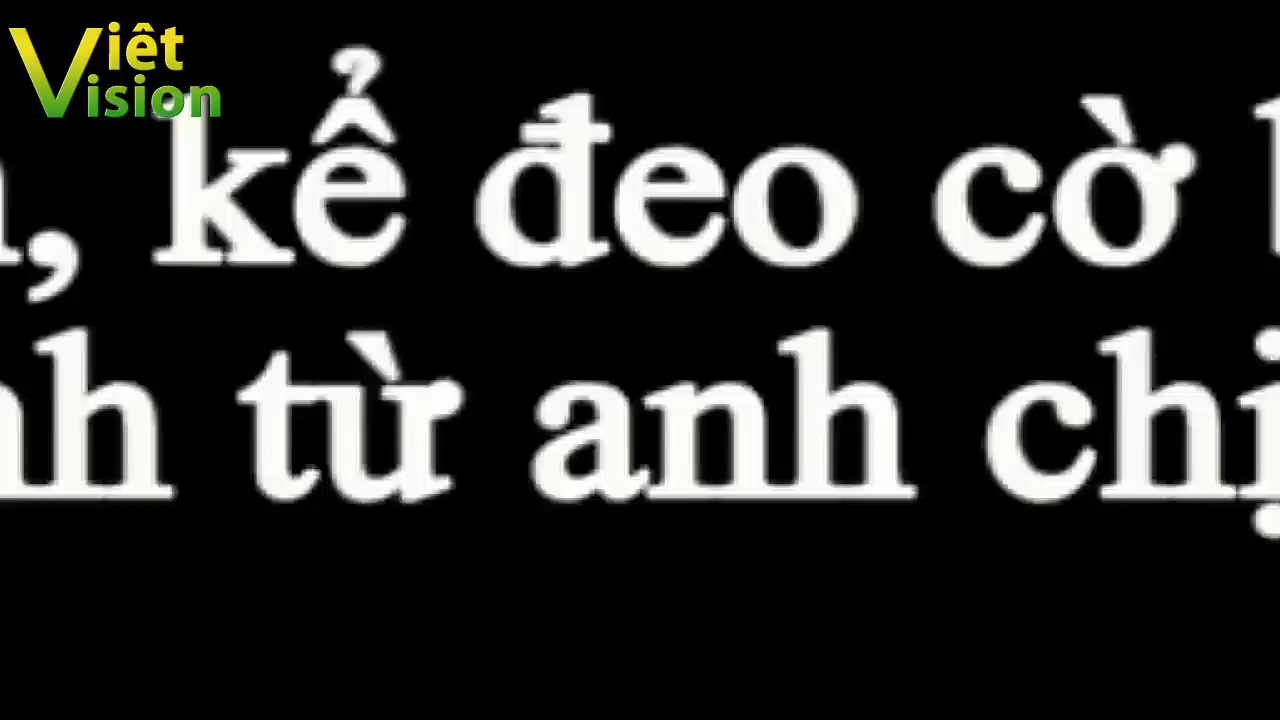 Việt
Vision
kể đeo cờ
từ anh